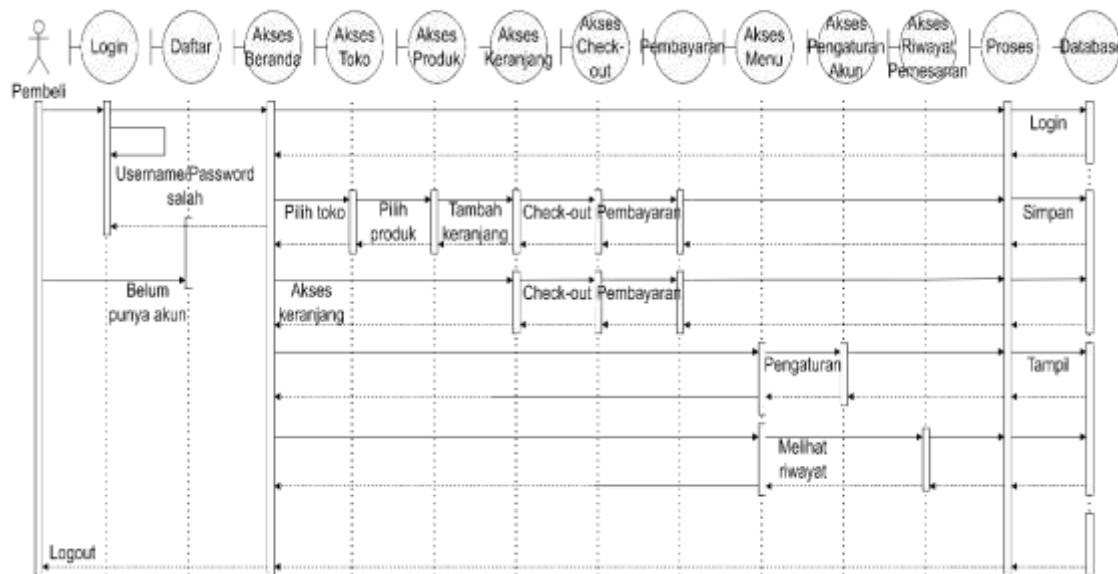 Login
Daftar
Akses
Beranda
Akses
Toko
Akses
Produk
Akses
Keranjang
Akses
Check-
out
Pembayaran
Akses
Menu
Akses
Pengaturan
Akun
Akses
Riwayat
Pemesanan
Proses
Database
Pembeli
Login
Username/Password
salah
Pilih toko
Pilih
produk
Tambah
keranjang
Check-out
Pembayaran
Simpan
Belum
punya akun
Akses
keranjang
Check-out
Pembayaran
Pengaturan
Tampil
Melihat
riwayat
Logout